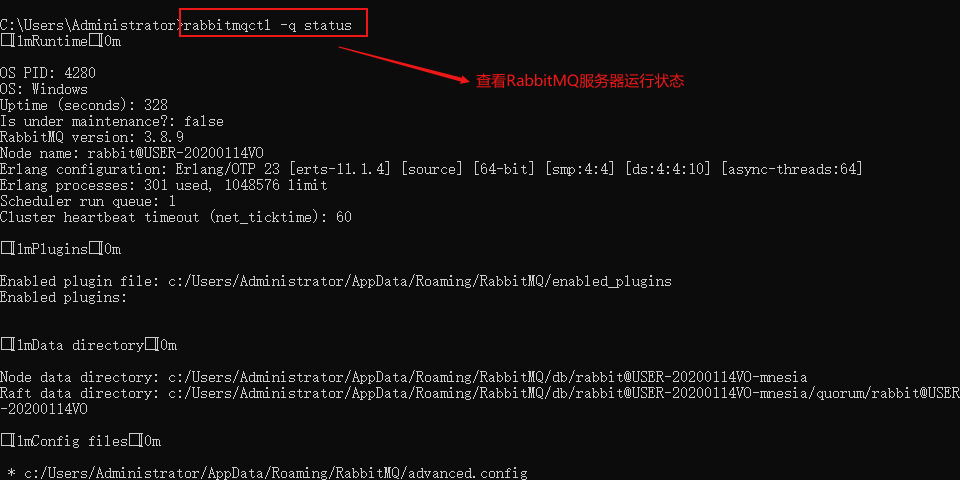 C:\Users\Administrator>rabbitmqctl -q status
[1mRuntime[0m
查看RabbitMQ服务器运行状态
OS PID: 4280
OS: Windows
Uptime (seconds): 328
Is under maintenance?: false
RabbitMQ version: 3.8.9
Node name: rabbit@USER-20200114VO
Erlang configuration: Erlang/OTP 23 [erts-11.1.4] [source] [64-bit] [smp:4:4] [ds:4:4:10] [async-threads:64]
Erlang processes: 301 used, 1048576 limit
Scheduler run queue: 1
Cluster heartbeat timeout (net_ticktime): 60
[1mPlugins[0m
Enabled plugin file: c:/Users/Administrator/AppData/Roaming/RabbitMQ/enabled_plugins
Enabled plugins:
[1mData directory[0m
Node data directory: c:/Users/Administrator/AppData/Roaming/RabbitMQ/db/rabbit@USER-20200114VO-mnesia
Raft data directory: c:/Users/Administrator/AppData/Roaming/RabbitMQ/db/rabbit@USER-20200114VO-mnesia/quorum/rabbit@USER
-20200114VO
[1mConfig files[0m
* c:/Users/Administrator/AppData/Roaming/RabbitMQ/advanced.config